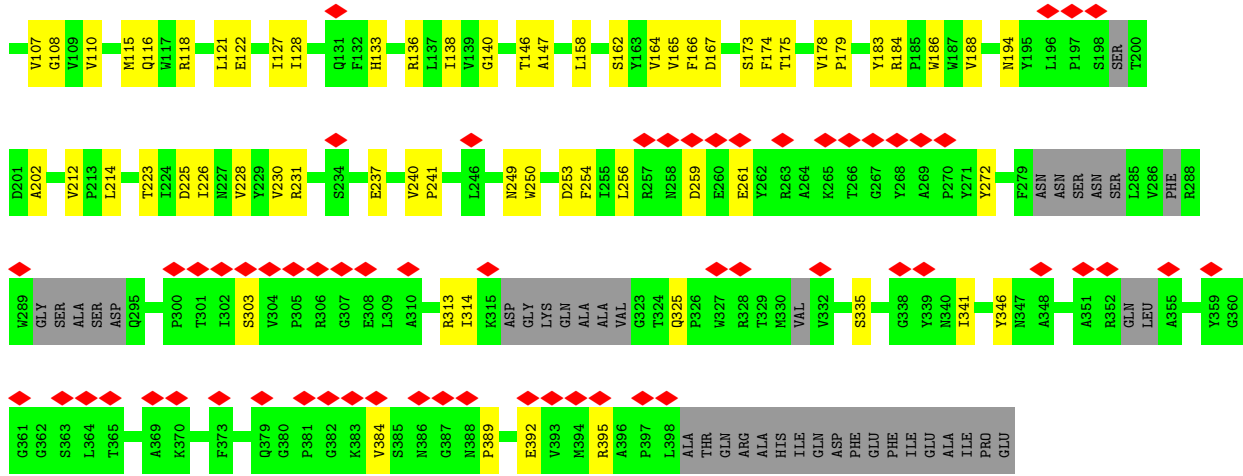 V107 G108 V109 V110 M115 Q116 W117 R118 L121 E122 I127 I128 Q131 F132 H133 R136 L137 I138 V139 G140 T146 A147 L158 S162 Y163 V164 V165 F166 D167 S173 F174 T175 V178 P179 Y183 R184 P185 W186 W187 V188 N194 Y195 L196 P197 S198 SER T200
D201 A202 V212 P213 L214 T223 I224 D225 I226 N227 V228 Y229 V230 R231 S234 E237 V240 P241 L246 N249 W250 D253 F254 I255 L256 R257 N258 D259 E260 E261 Y262 R263 A264 K265 T266 G267 Y268 A269 P270 Y271 Y272 F279 ASN ASN SER ASN SER L285 V286 PHE R288
W289 GLY SER ALA SER ASP Q295 P300 T301 I302 S303 V304 P305 R306 G307 E308 L309 A310 R313 I314 K315 ASP GLY LYS GLN ALA ALA VAL G323 T324 Q325 P326 W327 R328 T329 M330 VAL V332 S335 G338 Y339 N340 I341 Y346 N347 A348 A351 R352 GLN LEU A355 Y359 G360
G361 G362 S363 L364 T365 A369 K370 F373 Q379 G380 P381 G382 K383 V384 S385 N386 G387 N388 P389 E392 V393 M394 R395 A396 P397 L398 ALA THR GLN ARG ALA HIS ILE GLN ASP PHE GLU PHE ILE GLU ALA ILE PRO GLU